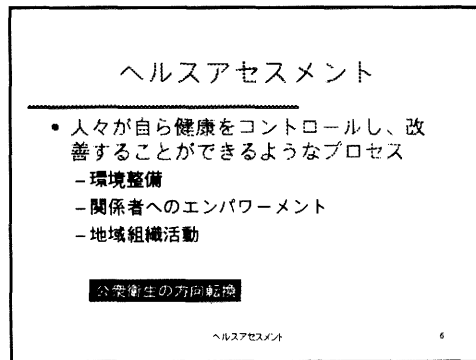 ヘルスアセスメント
• 人々が自ら健康をコントロールし、改
善することができるようなプロセス
– 環境整備
– 関係者へのエンパワーメント
– 地域組織活動
公衆衛生の方向転換
ヘルスアセスメント
6